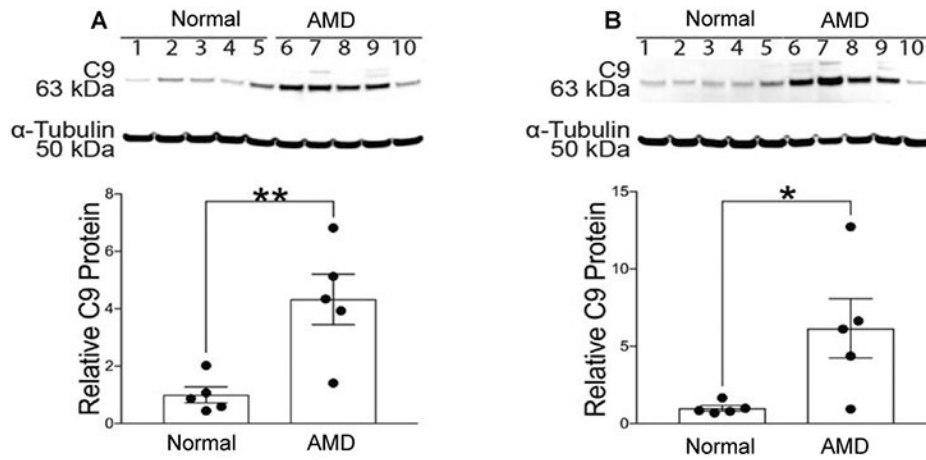 A
Normal AMD
1 2 3 4 5 6 7 8 9 10
C9
63 kDa
α-Tubulin
50 kDa
Relative C9 Protein
8
6
4
2
0
**
Normal AMD
B
Normal AMD
1 2 3 4 5 6 7 8 9 10
C9
63 kDa
α-Tubulin
50 kDa
Relative C9 Protein
15
10
5
0
*
Normal AMD